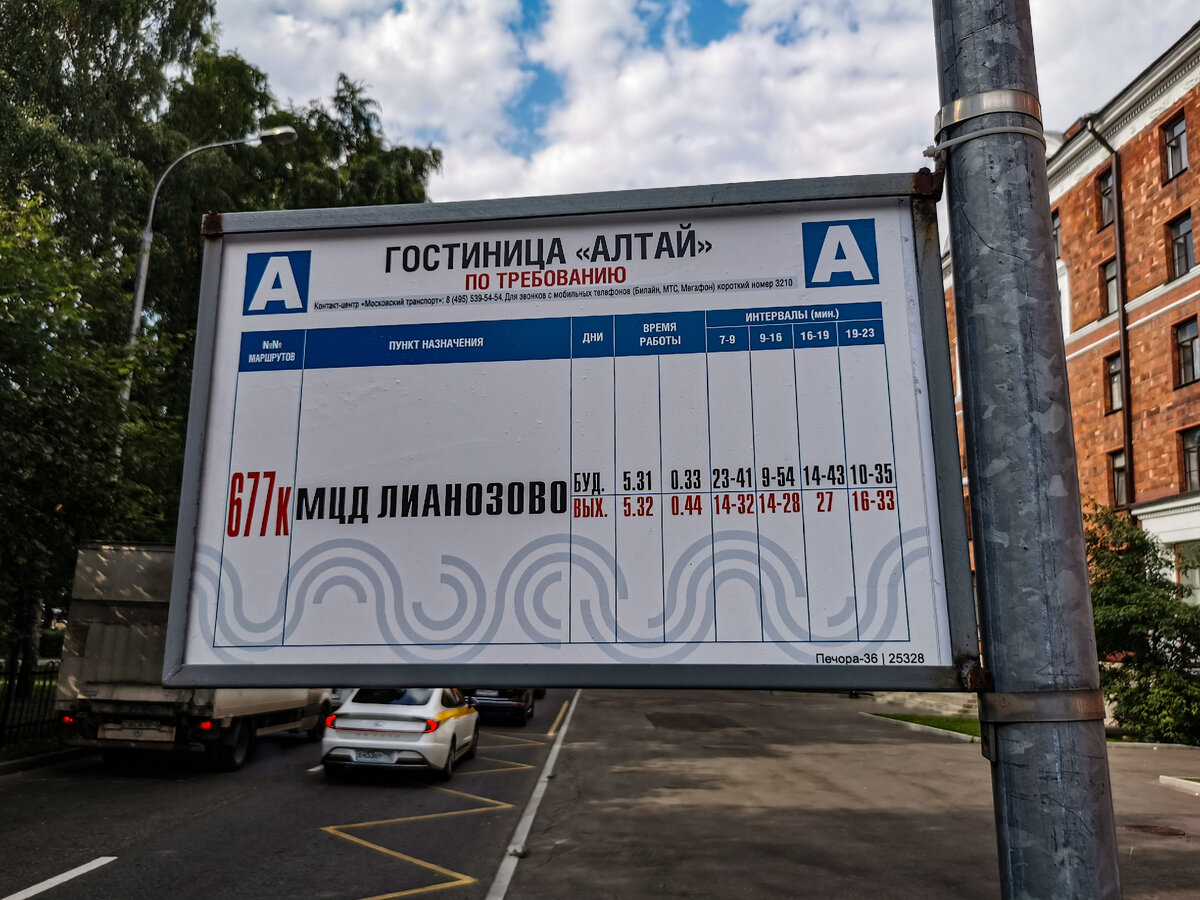 А ГОСТИНИЦА «АЛТАЙ» А
ПО ТРЕБОВАНИЮ
Контакт-центр «Московский транспорт»: 8 (495) 539-54-54. Для звонков с мобильных телефонов (Билайн, МТС, Мегафон) короткий номер 3210
№№ МАРШРУТОВ ПУНКТ НАЗНАЧЕНИЯ ДНИ ВРЕМЯ РАБОТЫ ИНТЕРВАЛЫ (мин.)
7-9 9-16 16-19 19-23
677к МЦД ЛИАНОЗОВО БУД. 5.31 0.33 23-41 9-54 14-43 10-35
ВЫХ. 5.32 0.44 14-32 14-28 27 16-33
Печора-36 | 25328